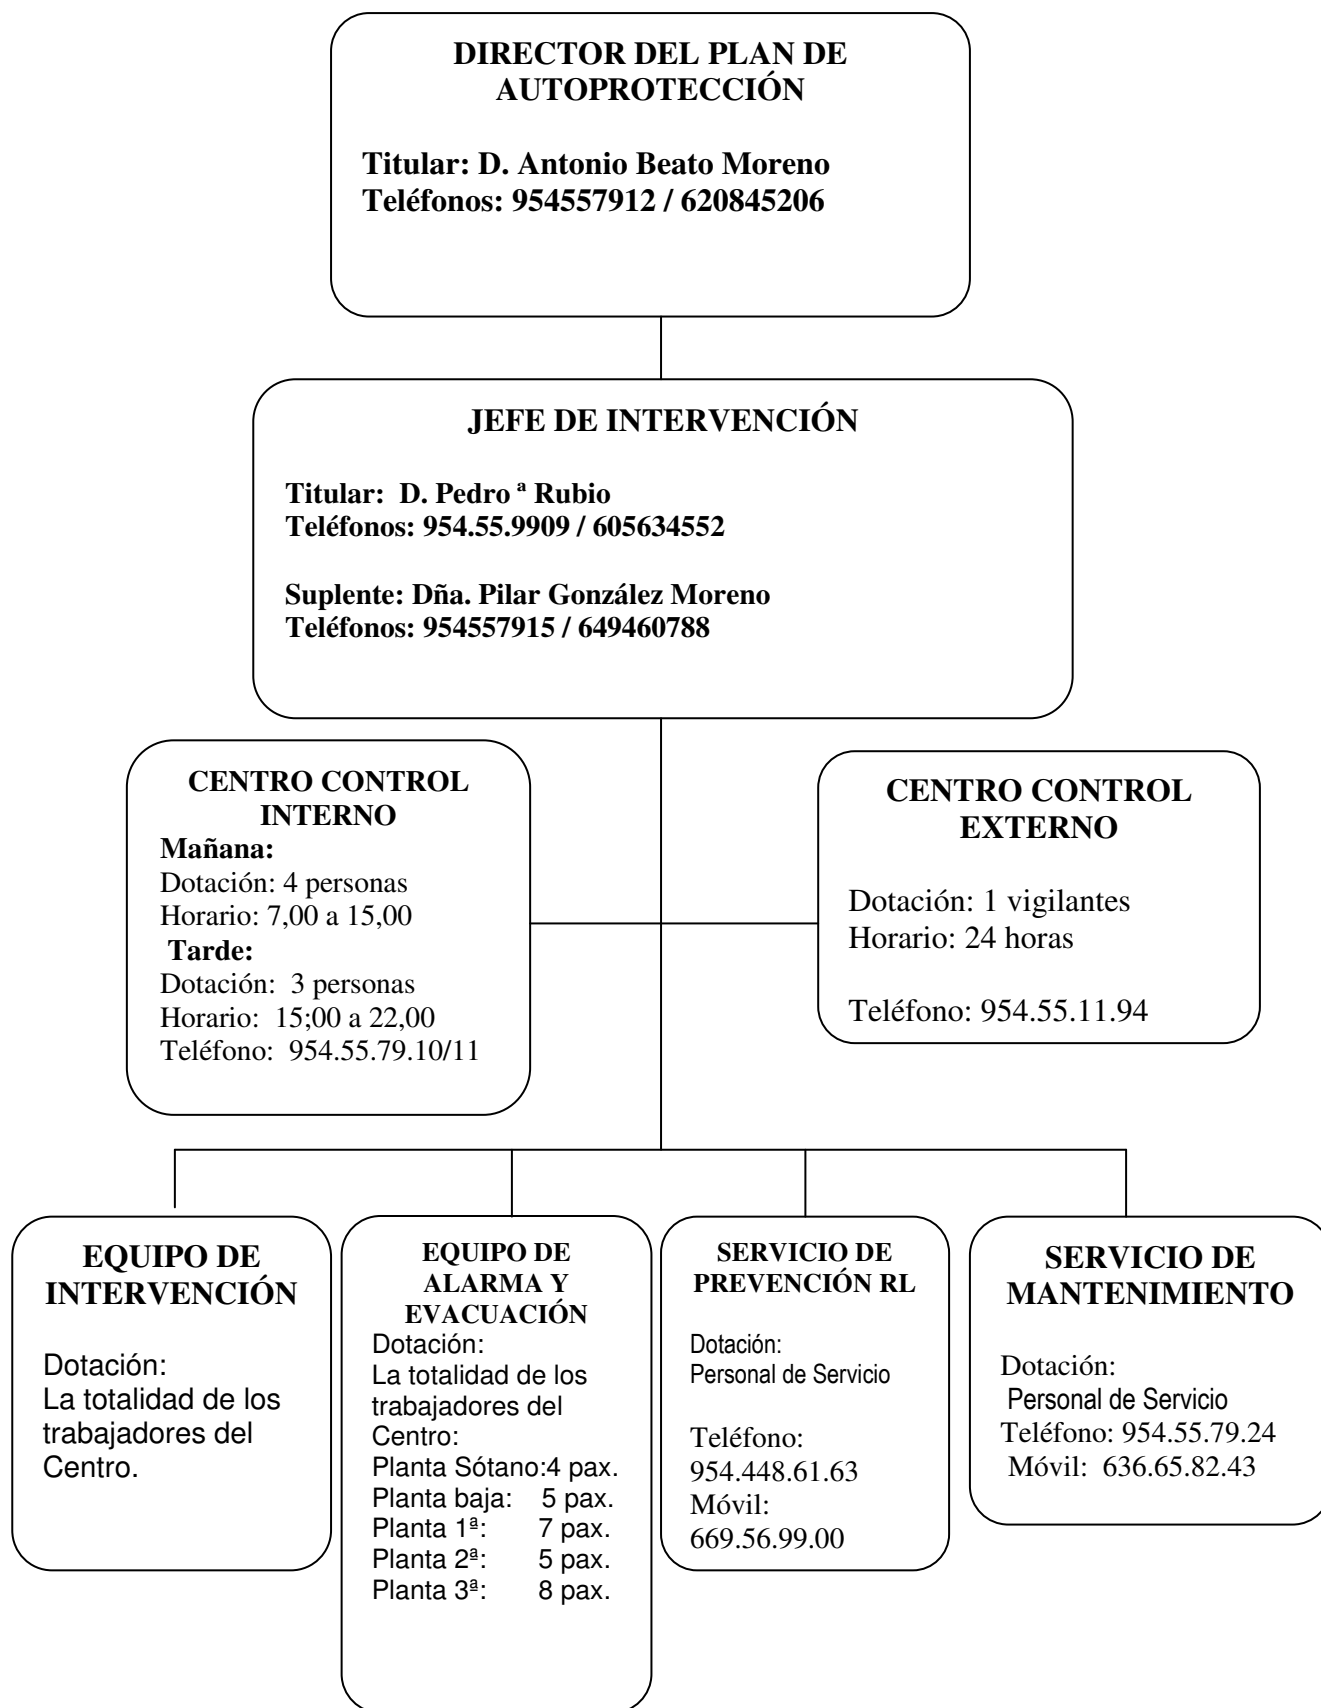 DIRECTOR DEL PLAN DE
AUTOPROTECCIÓN
Titular: D. Antonio Beato Moreno
Teléfonos: 954557912 / 620845206
JEFE DE INTERVENCIÓN
Titular:  D. Pedro ª Rubio
Teléfonos: 954.55.9909 / 605634552
Suplente: Dña. Pilar González Moreno
Teléfonos: 954557915 / 649460788
CENTRO CONTROL
INTERNO
Mañana:
Dotación: 4 personas
Horario: 7,00 a 15,00
Tarde:
Dotación:  3 personas
Horario:  15;00 a 22,00
Teléfono:  954.55.79.10/11
CENTRO CONTROL
EXTERNO
Dotación: 1 vigilantes
Horario: 24 horas
Teléfono: 954.55.11.94
EQUIPO DE
INTERVENCIÓN
Dotación:
La totalidad de los
trabajadores del
Centro.
EQUIPO DE
ALARMA Y
EVACUACIÓN
Dotación:
La totalidad de los
trabajadores del
Centro:
Planta Sótano:4 pax.
Planta baja:   5 pax.
Planta 1ª:     7 pax.
Planta 2ª:     5 pax.
Planta 3ª:     8 pax.
SERVICIO DE
PREVENCIÓN RL
Dotación:
Personal de Servicio
Teléfono:
954.448.61.63
Móvil:
669.56.99.00
SERVICIO DE
MANTENIMIENTO
Dotación:
Personal de Servicio
Teléfono: 954.55.79.24
Móvil:  636.65.82.43